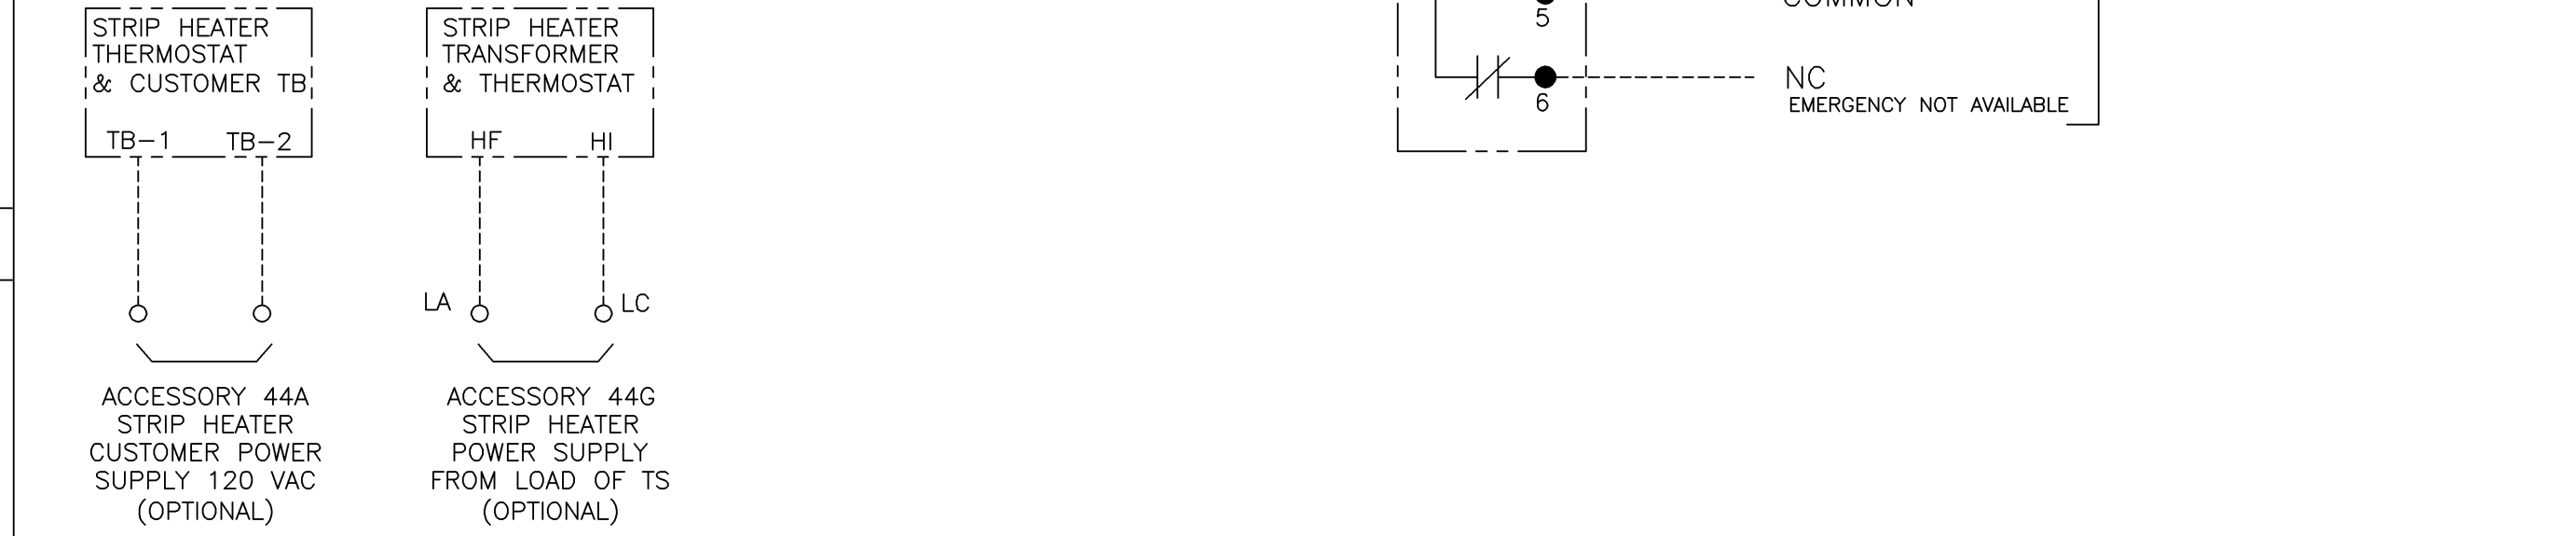 STRIP HEATER
THERMOSTAT
& CUSTOMER TB
TB-1 TB-2
ACCESSORY 44A
STRIP HEATER
CUSTOMER POWER
SUPPLY 120 VAC
(OPTIONAL)
STRIP HEATER
TRANSFORMER
& THERMOSTAT
HF HI
LA LC
ACCESSORY 44G
STRIP HEATER
POWER SUPPLY
FROM LOAD OF TS
(OPTIONAL)
COMMON
5
NC
6
EMERGENCY NOT AVAILABLE